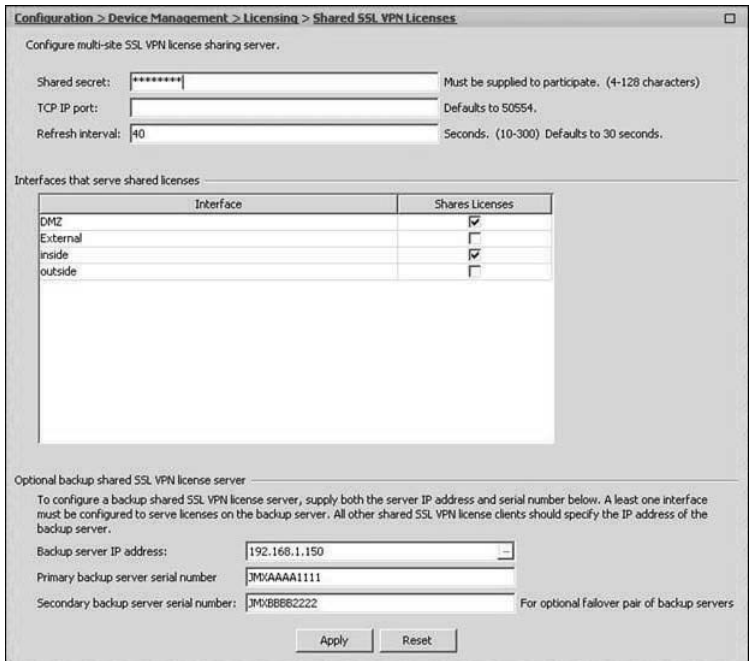 Configuration > Device Management > Licensing > Shared SSL VPN Licenses
Configure multi-site SSL VPN license sharing server.
Shared secret: ******** Must be supplied to participate. (4-128 characters)
TCP IP port: Defaults to 50554.
Refresh interval: 40 Seconds. (10-300) Defaults to 30 seconds.
Interfaces that serve shared licenses
Interface Shares Licenses
DMZ
External
inside
outside
Optional backup shared SSL VPN license server
To configure a backup shared SSL VPN license server, supply both the server IP address and serial number below. A least one interface
must be configured to serve licenses on the backup server. All other shared SSL VPN license clients should specify the IP address of the
backup server.
Backup server IP address: 192.168.1.150 ...
Primary backup server serial number JMXAAAA1111
Secondary backup server serial number: JMXBBBB2222 For optional failover pair of backup servers
Apply Reset